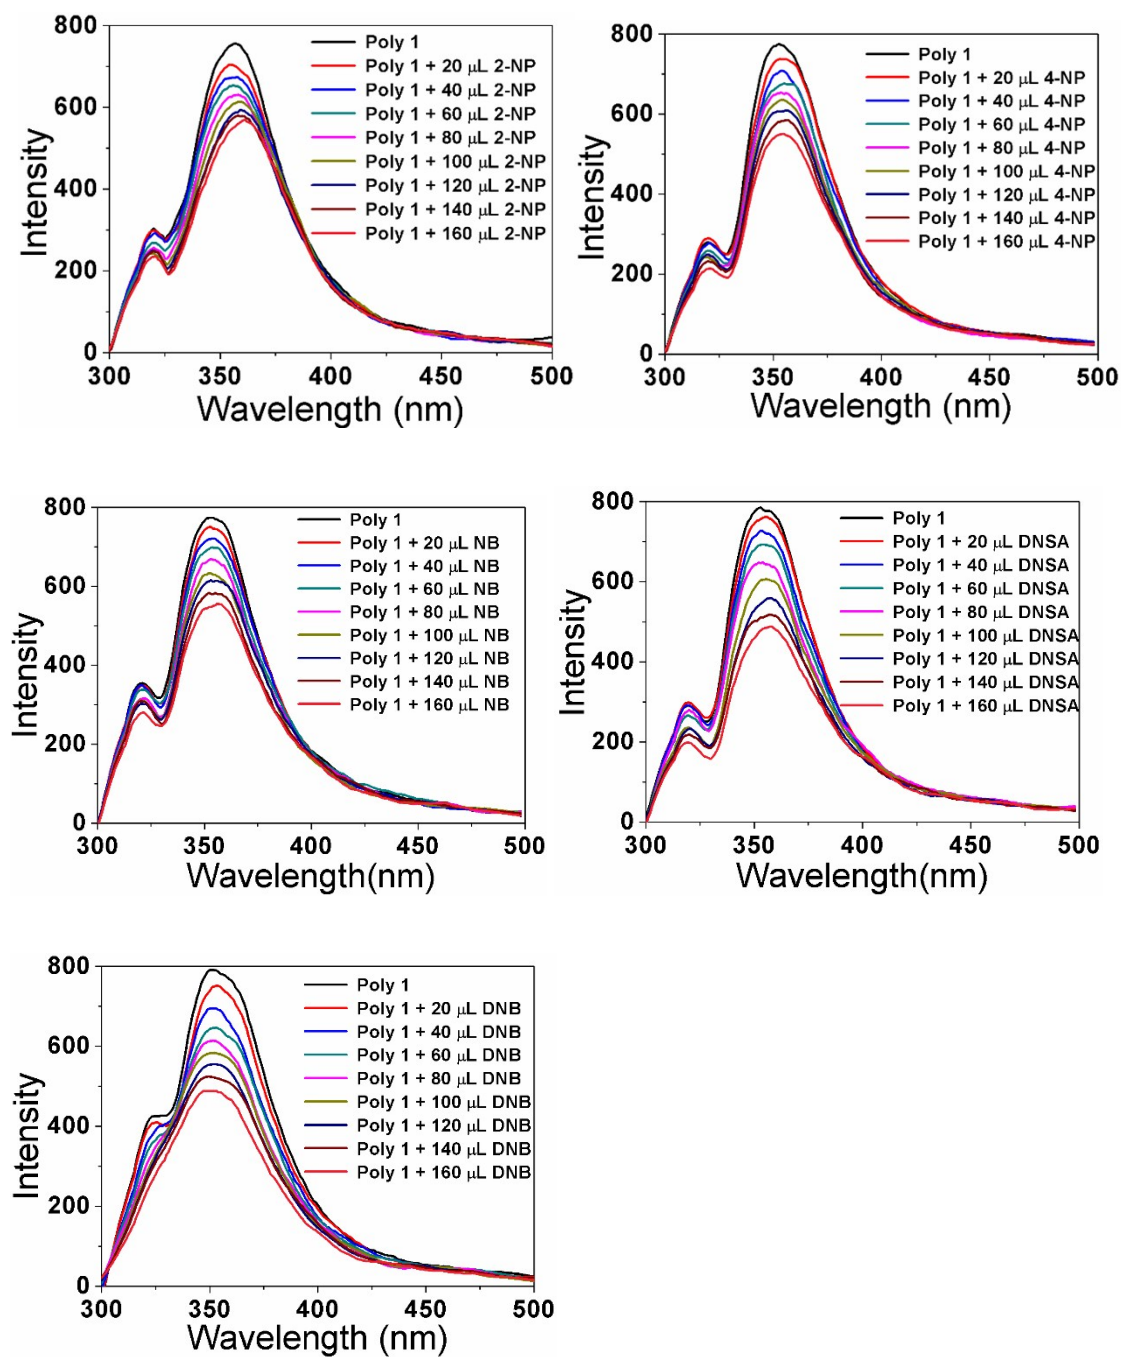 800
600
400
200
0
Intensity
Poly 1
Poly 1 + 20 μL 2-NP
Poly 1 + 40 μL 2-NP
Poly 1 + 60 μL 2-NP
Poly 1 + 80 μL 2-NP
Poly 1 + 100 μL 2-NP
Poly 1 + 120 μL 2-NP
Poly 1 + 140 μL 2-NP
Poly 1 + 160 μL 2-NP
300 350 400 450 500
Wavelength (nm)
800
600
400
200
0
Intensity
Poly 1
Poly 1 + 20 μL 4-NP
Poly 1 + 40 μL 4-NP
Poly 1 + 60 μL 4-NP
Poly 1 + 80 μL 4-NP
Poly 1 + 100 μL 4-NP
Poly 1 + 120 μL 4-NP
Poly 1 + 140 μL 4-NP
Poly 1 + 160 μL 4-NP
300 350 400 450 500
Wavelength (nm)
800
700
600
500
400
300
200
100
0
Intensity
Poly 1
Poly 1 + 20 μL NB
Poly 1 + 40 μL NB
Poly 1 + 60 μL NB
Poly 1 + 80 μL NB
Poly 1 + 100 μL NB
Poly 1 + 120 μL NB
Poly 1 + 140 μL NB
Poly 1 + 160 μL NB
300 350 400 450 500
Wavelength(nm)
800
600
400
200
0
Intensity
Poly 1
Poly 1 + 20 μL DNSA
Poly 1 + 40 μL DNSA
Poly 1 + 60 μL DNSA
Poly 1 + 80 μL DNSA
Poly 1 + 100 μL DNSA
Poly 1 + 120 μL DNSA
Poly 1 + 140 μL DNSA
Poly 1 + 160 μL DNSA
300 350 400 450 500
Wavelength(nm)
800
600
400
200
0
Intensity
Poly 1
Poly 1 + 20 μL DNB
Poly 1 + 40 μL DNB
Poly 1 + 60 μL DNB
Poly 1 + 80 μL DNB
Poly 1 + 100 μL DNB
Poly 1 + 120 μL DNB
Poly 1 + 140 μL DNB
Poly 1 + 160 μL DNB
300 350 400 450 500
Wavelength (nm)